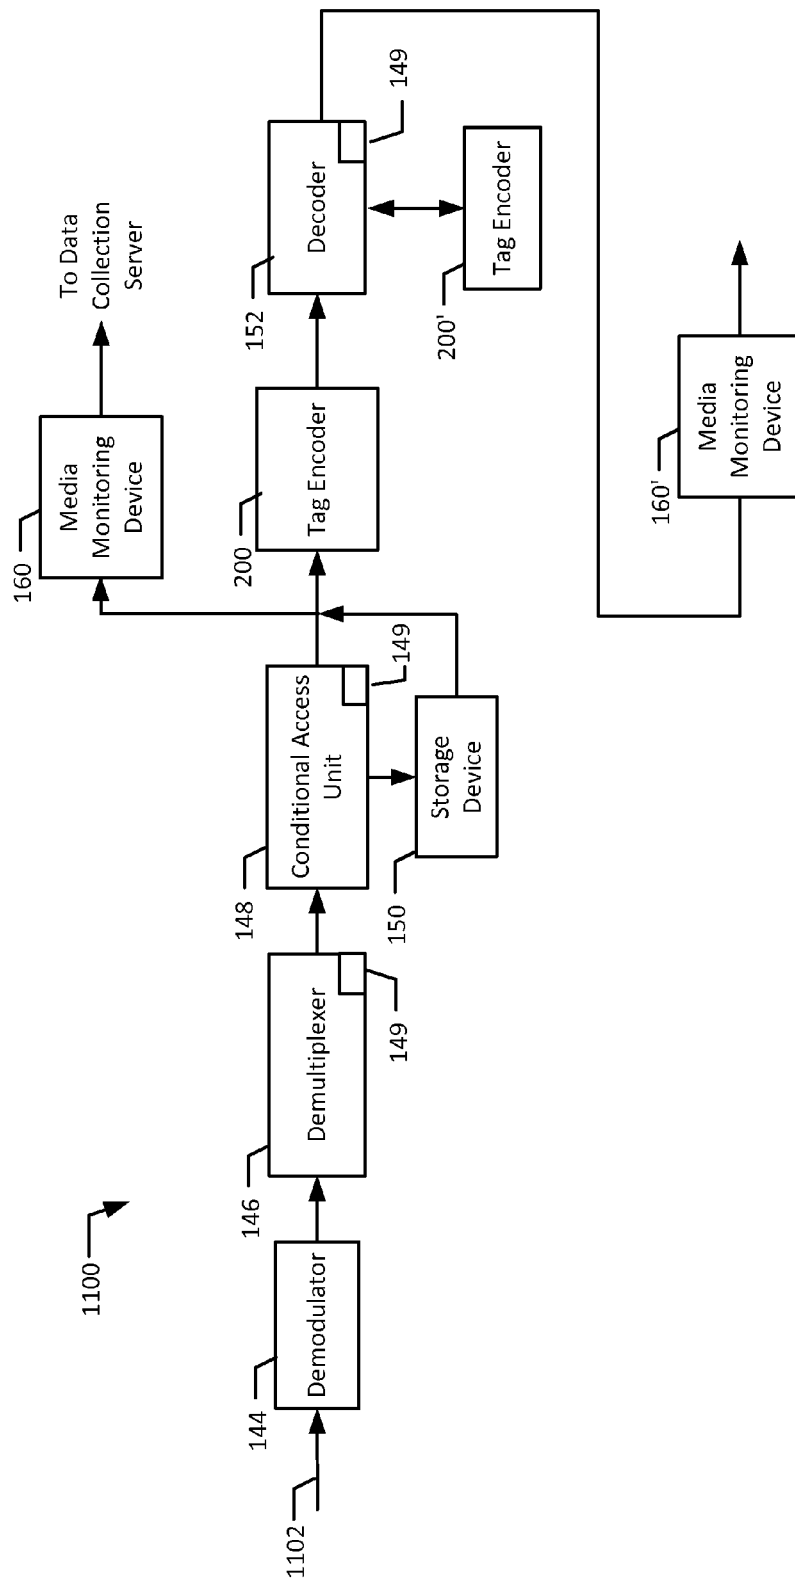 1100
1102
144
Demodulator
146
Demultiplexer
149
148
Conditional Access
Unit
149
150
Storage
Device
160
Media
Monitoring
Device
To Data
Collection
Server
200
Tag Encoder
152
Decoder
149
200'
Tag Encoder
160'
Media
Monitoring
Device